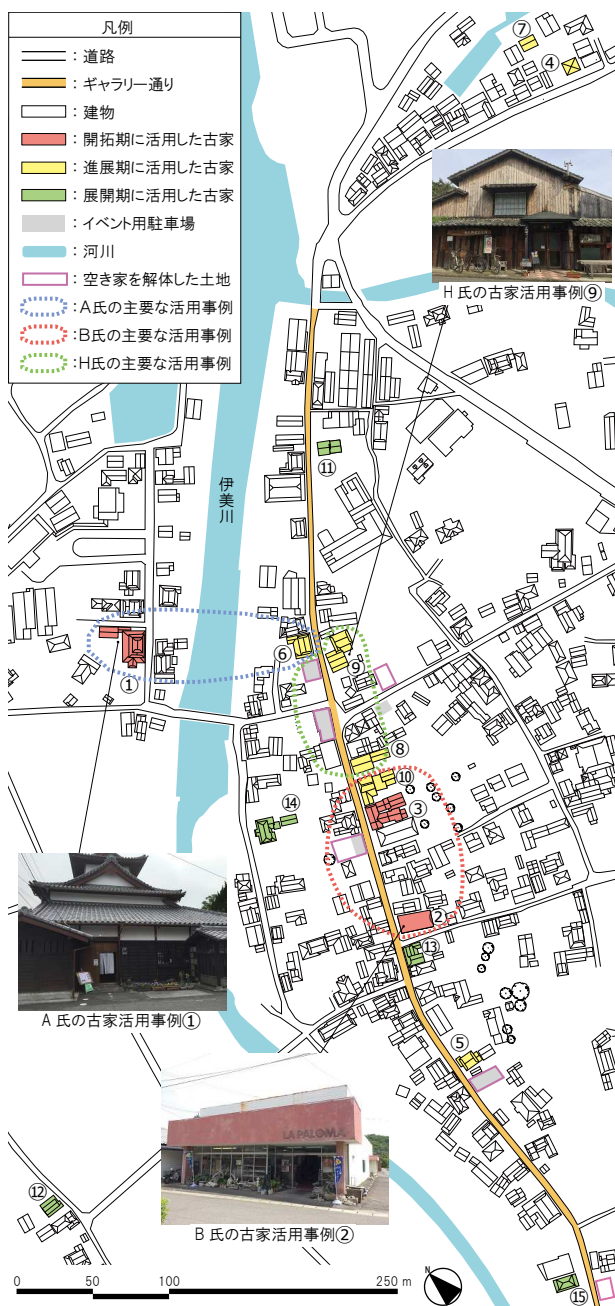 凡例
：道路
：ギャラリー通り
：建物
：開拓期に活用した古家
：進展期に活用した古家
：展開期に活用した古家
：イベント用駐車場
：河川
：空き家を解体した土地
：A氏の主要な活用事例
：B氏の主要な活用事例
：H氏の主要な活用事例
⑦
④
H氏の古家活用事例⑨
伊美川
⑪
⑥
⑨
①
⑧
⑩
③
⑭
②
⑬
A氏の古家活用事例①
⑤
LA PALOMA
B氏の古家活用事例②
⑫
⑮
0 50 100 250 m
N